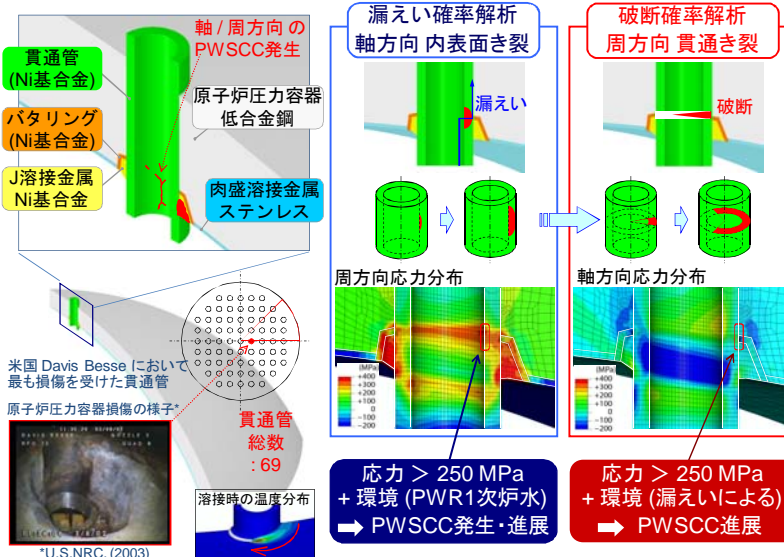 軸 / 周方向 の
PWSCC発生
貫通管
(Ni基合金)
バタリング
(Ni基合金)
J溶接金属
Ni基合金
原子炉圧力容器
低合金鋼
肉盛溶接金属
ステンレス
米国 Davis Besse において
最も損傷を受けた貫通管
原子炉圧力容器損傷の様子*
貫通管
総数
: 69
溶接時の温度分布
*U.S.NRC, (2003)
漏えい確率解析
軸方向 内表面き裂
漏えい
周方向応力分布
(MPa)
+400
+300
+200
+100
0
−100
−200
応力 > 250 MPa
+ 環境 (PWR1次炉水)
➡ PWSCC発生・進展
破断確率解析
周方向 貫通き裂
破断
軸方向応力分布
(MPa)
+400
+300
+200
+100
0
−100
−200
応力 > 250 MPa
+ 環境 (漏えいによる)
➡ PWSCC進展